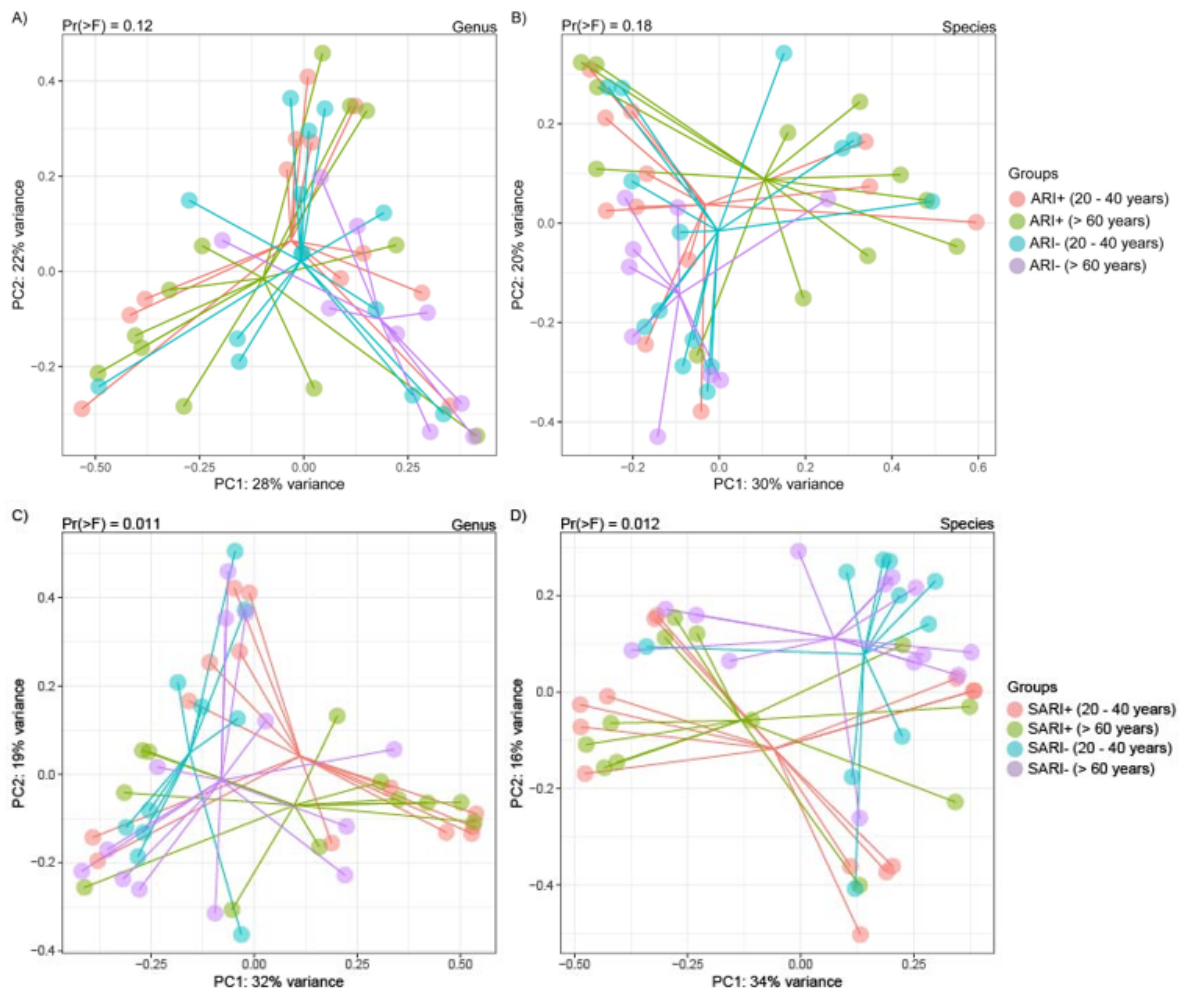 A)
Pr(>F) = 0.12
Genus
0.4
0.2
0.0
−0.2
PC2: 22% variance
−0.50
−0.25
0.00
0.25
PC1: 28% variance
B)
Pr(>F) = 0.18
Species
0.2
0.0
−0.2
−0.4
PC2: 20% variance
−0.2
0.0
0.2
0.4
0.6
PC1: 30% variance
Groups
ARI+ (20 - 40 years)
ARI+ (> 60 years)
ARI- (20 - 40 years)
ARI- (> 60 years)
C)
Pr(>F) = 0.011
Genus
0.4
0.2
0.0
−0.2
−0.4
PC2: 19% variance
−0.25
0.00
0.25
0.50
PC1: 32% variance
D)
Pr(>F) = 0.012
Species
0.2
0.0
−0.2
−0.4
PC2: 16% variance
−0.50
−0.25
0.00
0.25
PC1: 34% variance
Groups
SARI+ (20 - 40 years)
SARI+ (> 60 years)
SARI- (20 - 40 years)
SARI- (> 60 years)